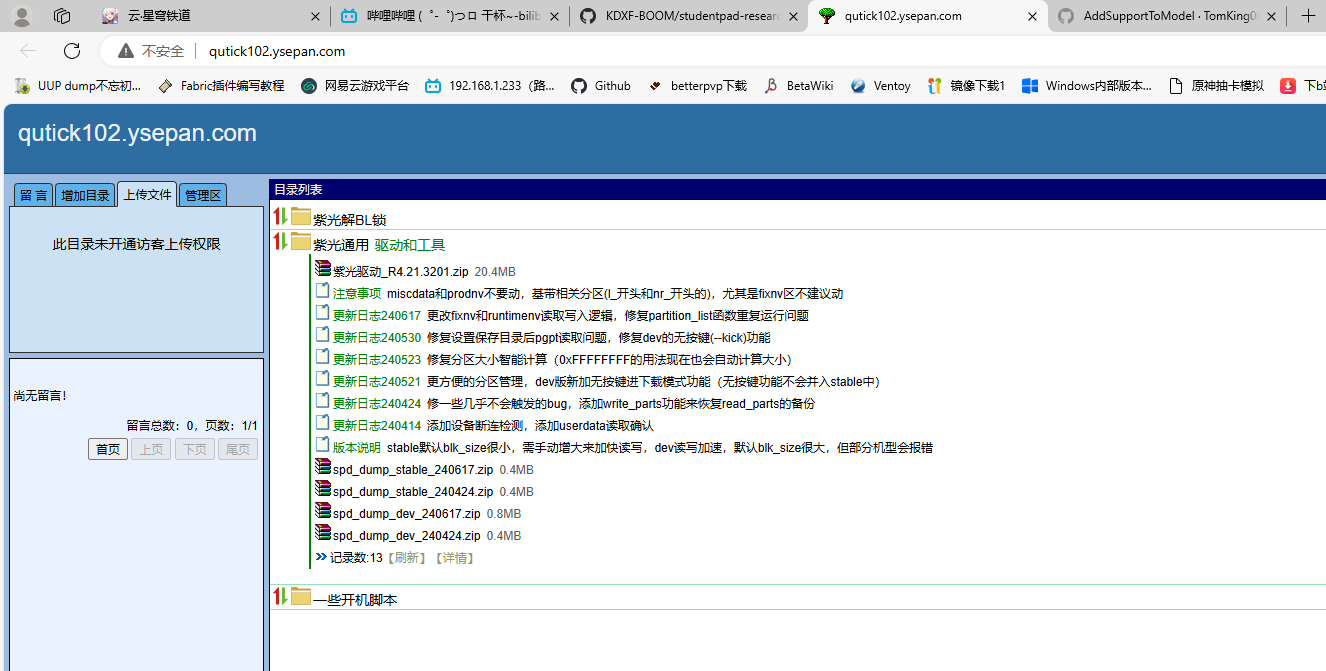 云·星穹铁道
哔哩哔哩 (゜-゜)つロ 干杯~-bilib
KDXF-BOOM/studentpad-resear
qutick102.ysepan.com
AddSupportToModel · TomKing0
不安全
qutick102.ysepan.com
UUP dump不忘初...
Fabric插件编写教程
网易云游戏平台
192.168.1.233（路...
Github
betterpvp下载
BetaWiki
Ventoy
镜像下载1
Windows内部版本...
原神抽卡模拟
下b站
qutick102.ysepan.com
留 言
增加目录
上传文件
管理区
此目录未开通访客上传权限
尚无留言!
留言总数：0，页数：1/1
首页
上页
下页
尾页
目录列表
紫光解BL锁
紫光通用 驱动和工具
紫光驱动_R4.21.3201.zip 20.4MB
注意事项 miscdata和prodnv不要动，基带相关分区(l_开头和nr_开头的)，尤其是fixnv区不建议动
更新日志240617 更改fixnv和runtimenv读取写入逻辑，修复partition_list函数重复运行问题
更新日志240530 修复设置保存目录后pgpt读取问题，修复dev的无按键(--kick)功能
更新日志240523 修复分区大小智能计算（0xFFFFFFFF的用法现在也会自动计算大小）
更新日志240521 更方便的分区管理，dev版新加无按键进下载模式功能（无按键功能不会并入stable中）
更新日志240424 修一些几乎不会触发的bug，添加write_parts功能来恢复read_parts的备份
更新日志240414 添加设备断连检测，添加userdata读取确认
版本说明 stable默认blk_size很小，需手动增大来加快读写，dev读写加速，默认blk_size很大，但部分机型会报错
spd_dump_stable_240617.zip 0.4MB
spd_dump_stable_240424.zip 0.4MB
spd_dump_dev_240617.zip 0.8MB
spd_dump_dev_240424.zip 0.4MB
记录数:13 [刷新] [详情]
一些开机脚本